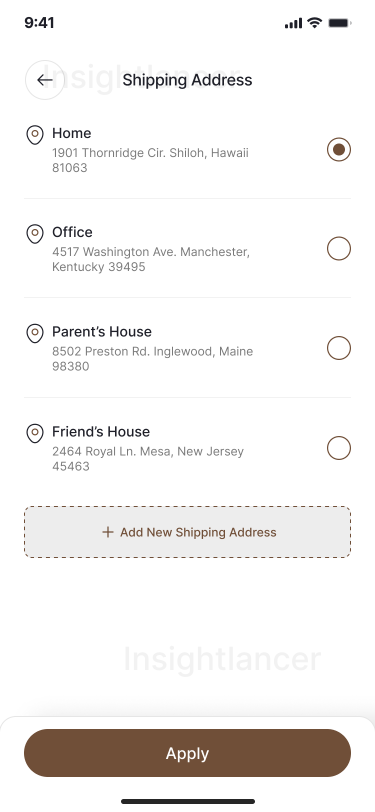 9:41
Insightlancer
Shipping Address
Home
1901 Thornridge Cir. Shiloh, Hawaii
81063
Office
4517 Washington Ave. Manchester,
Kentucky 39495
Parent's House
8502 Preston Rd. Inglewood, Maine
98380
Friend's House
2464 Royal Ln. Mesa, New Jersey
45463
+ Add New Shipping Address
Insightlancer
Apply